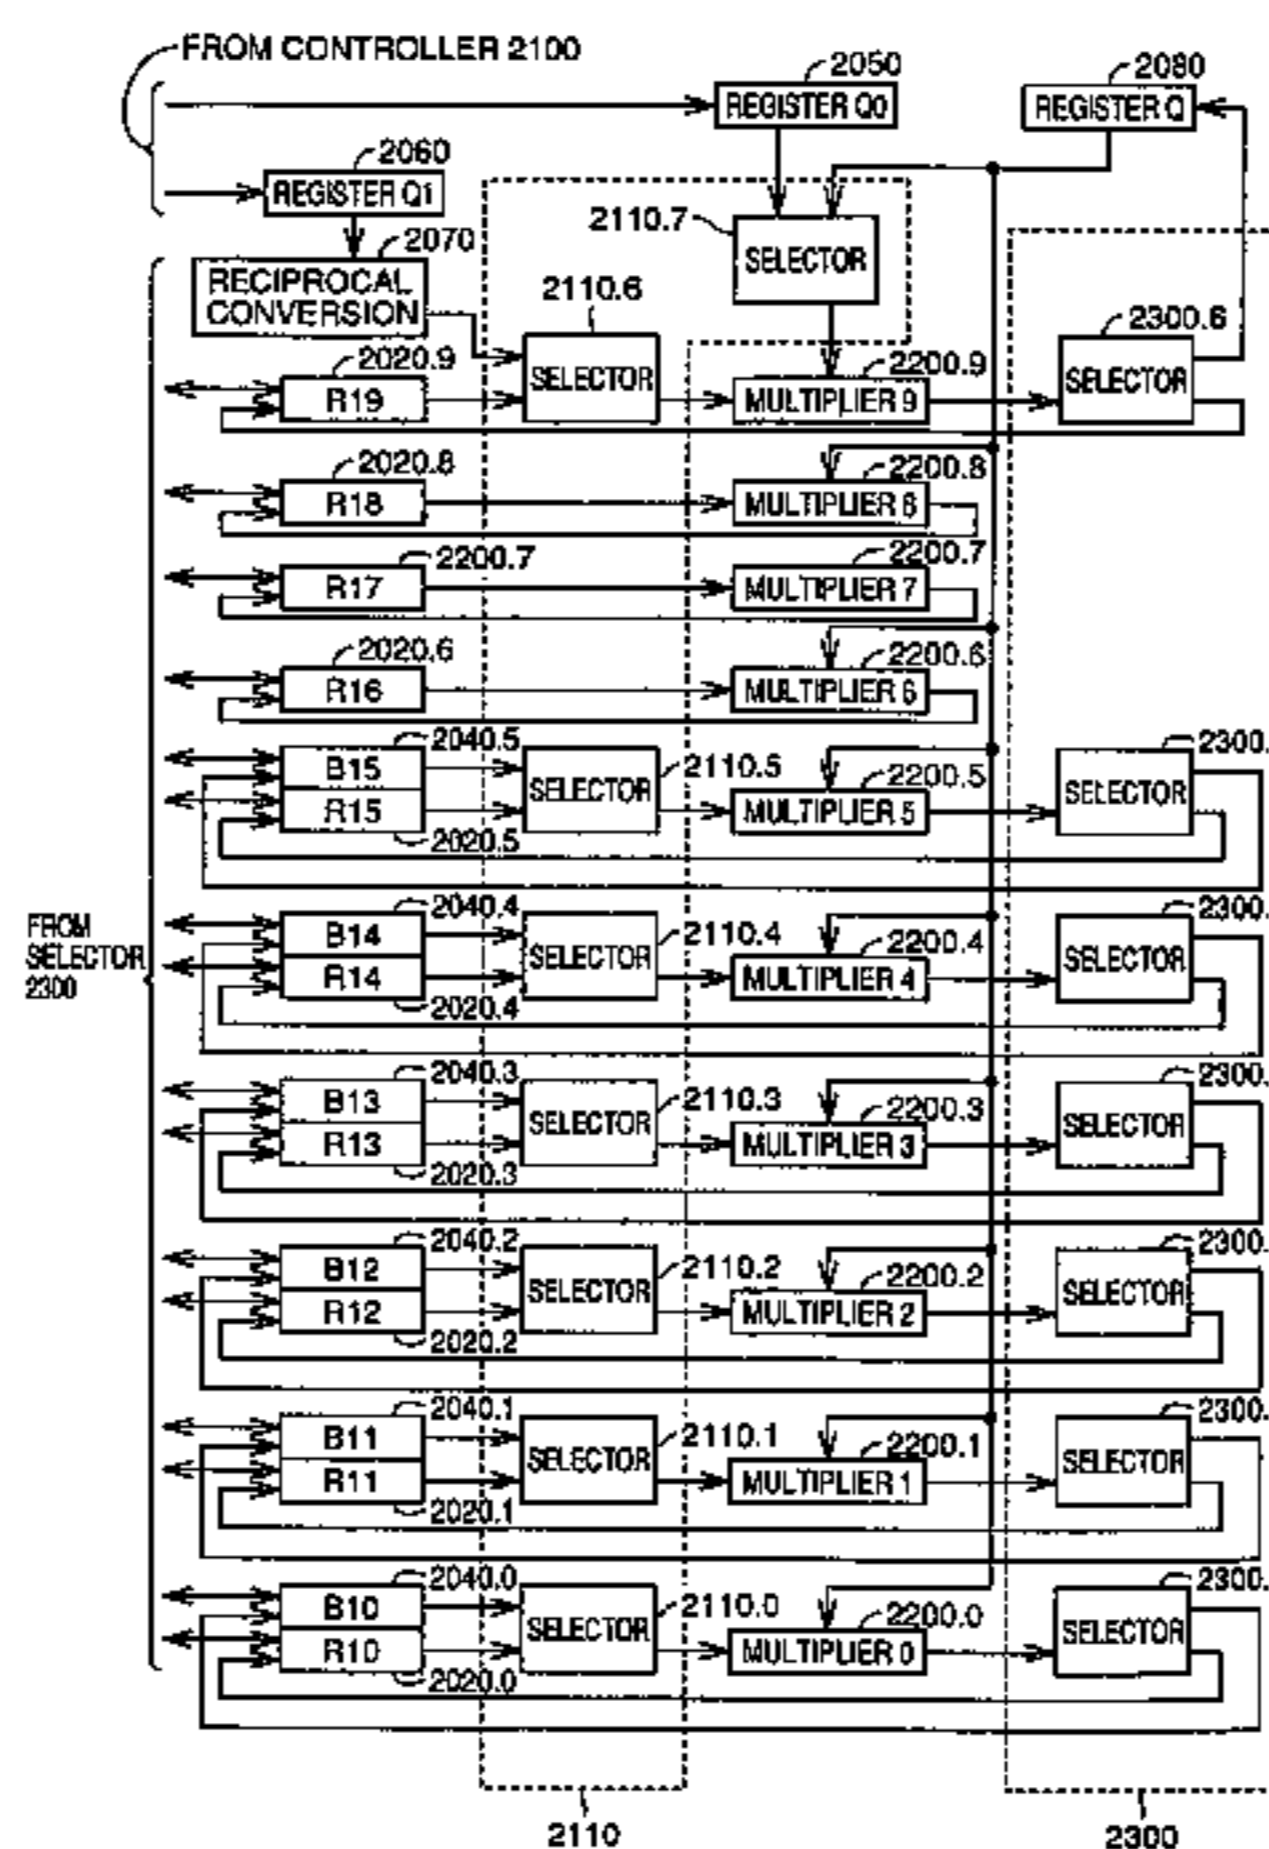 FROM CONTROLLER 2100
2050
REGISTER Q0
2080
REGISTER Q
2060
REGISTER Q1
2110.7
SELECTOR
2070
RECIPROCAL
CONVERSION
2110.6
SELECTOR
2300.6
SELECTOR
2020.9
R19
2200.9
MULTIPLIER 9
2020.8
R18
2200.8
MULTIPLIER 8
2200.7
R17
2200.7
MULTIPLIER 7
2020.6
R16
2200.6
MULTIPLIER 6
2040.5
B15
R15
2020.5
SELECTOR
2110.5
2200.5
MULTIPLIER 5
2300.
SELECTOR
FROM
SELECTOR
2300
2040.4
B14
R14
2020.4
SELECTOR
2110.4
2200.4
MULTIPLIER 4
2300.
SELECTOR
2040.3
B13
R13
2020.3
SELECTOR
2110.3
2200.3
MULTIPLIER 3
2300.
SELECTOR
2040.2
B12
R12
2020.2
SELECTOR
2110.2
2200.2
MULTIPLIER 2
2300.
SELECTOR
2040.1
B11
R11
2020.1
SELECTOR
2110.1
2200.1
MULTIPLIER 1
2300.
SELECTOR
2040.0
B10
R10
2020.0
SELECTOR
2110.0
2200.0
MULTIPLIER 0
2300.
SELECTOR
2110
2300